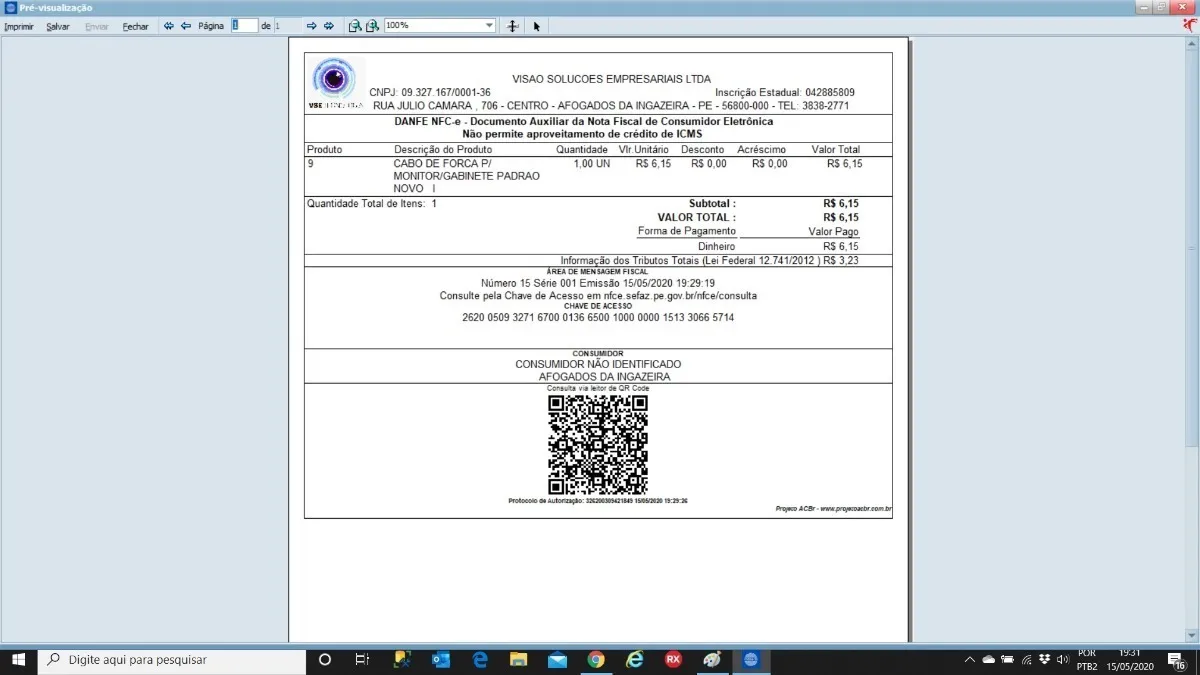 Pré-visualização
Imprimir Salvar Enviar Fechar Página 1 de 1 100%
VISAO SOLUCOES EMPRESARIAIS LTDA
CNPJ: 09.327.167/0001-36 Inscrição Estadual: 042885809
RUA JULIO CAMARA , 706 - CENTRO - AFOGADOS DA INGAZEIRA - PE - 56800-000 - TEL: 3838-2771
DANFE NFC-e - Documento Auxiliar da Nota Fiscal de Consumidor Eletrônica
Não permite aproveitamento de crédito de ICMS
Produto Descrição do Produto Quantidade Vlr.Unitário Desconto Acréscimo Valor Total
9 CABO DE FORCA P/ 1,00 UN R$ 6,15 R$ 0,00 R$ 0,00 R$ 6,15
MONITOR/GABINETE PADRAO
NOVO I
Quantidade Total de Itens: 1 Subtotal : R$ 6,15
VALOR TOTAL : R$ 6,15
Forma de Pagamento Valor Pago
Dinheiro R$ 6,15
Informação dos Tributos Totais (Lei Federal 12.741/2012 ) R$ 3,23
ÁREA DE MENSAGEM FISCAL
Número 15 Série 001 Emissão 15/05/2020 19:29:19
Consulte pela Chave de Acesso em nfce.sefaz.pe.gov.br/nfce/consulta
CHAVE DE ACESSO
2620 0509 3271 6700 0136 6500 1000 0000 1513 3066 5714
CONSUMIDOR
CONSUMIDOR NÃO IDENTIFICADO
AFOGADOS DA INGAZEIRA
Consulta via leitor de QR Code
Protocolo de Autorização: 326200309421849 15/05/2020 19:29:26
Projeto ACBr - www.projetoacbr.com.br
Digite aqui para pesquisar
RX
POR 19:31
PTB2 15/05/2020
16